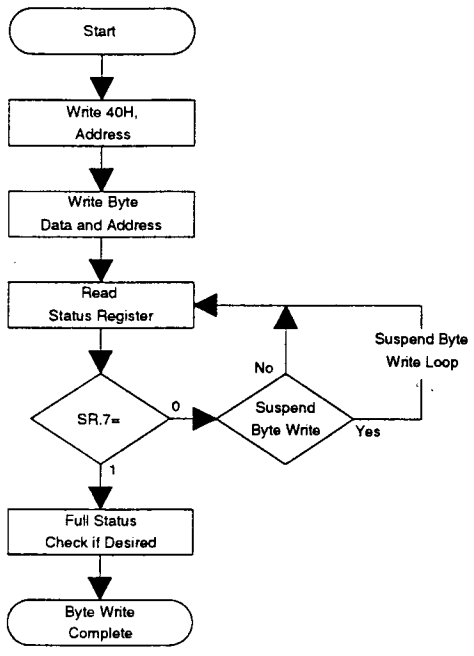 Start
Write 40H,
Address
Write Byte
Data and Address
Read
Status Register
Suspend Byte
Write Loop
No
SR.7=
0
Suspend
Byte Write
Yes
1
Full Status
Check if Desired
Byte Write
Complete